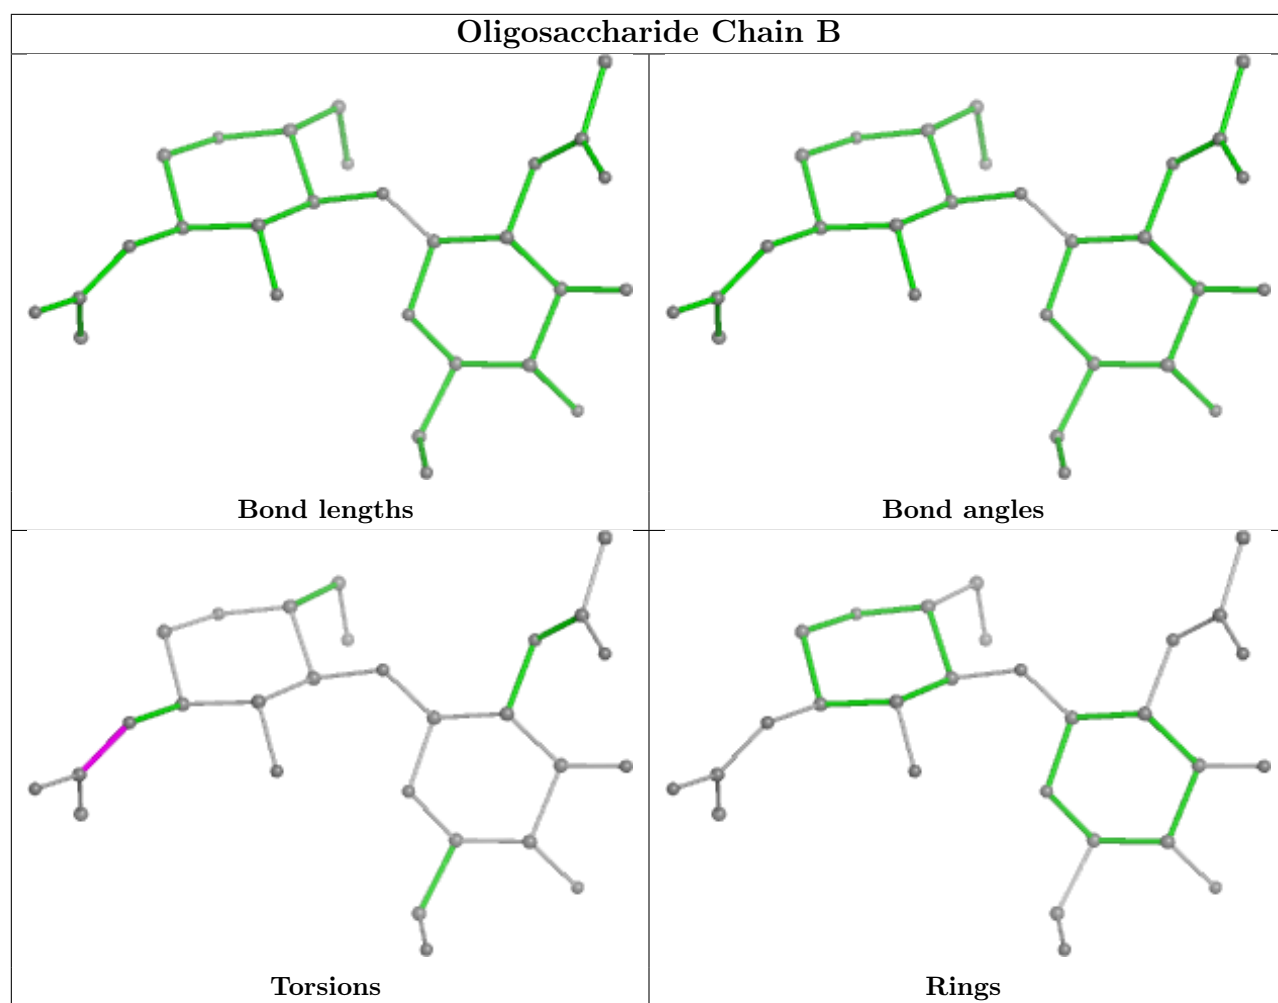 Oligosaccharide Chain B
Bond lengths
Bond angles
Torsions
Rings